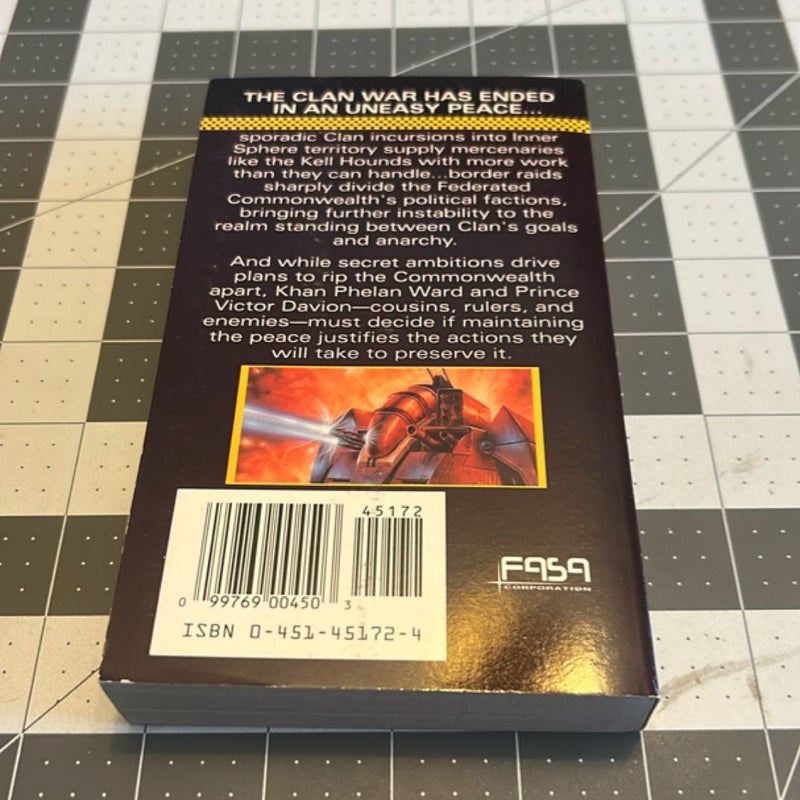 THE CLAN WAR HAS ENDED
IN AN UNEASY PEACE...
sporadic Clan incursions into Inner
Sphere territory supply mercenaries
like the Kell Hounds with more work
than they can handle...border raids
sharply divide the Federated
Commonwealth's political factions,
bringing further instability to the
realm standing between Clan's goals
and anarchy.
And while secret ambitions drive
plans to rip the Commonwealth
apart, Khan Phelan Ward and Prince
Victor Davion—cousins, rulers, and
enemies—must decide if maintaining
the peace justifies the actions they
will take to preserve it.
45172
0 99769 00450 3
ISBN 0-451-45172-4
FASA
CORPORATION